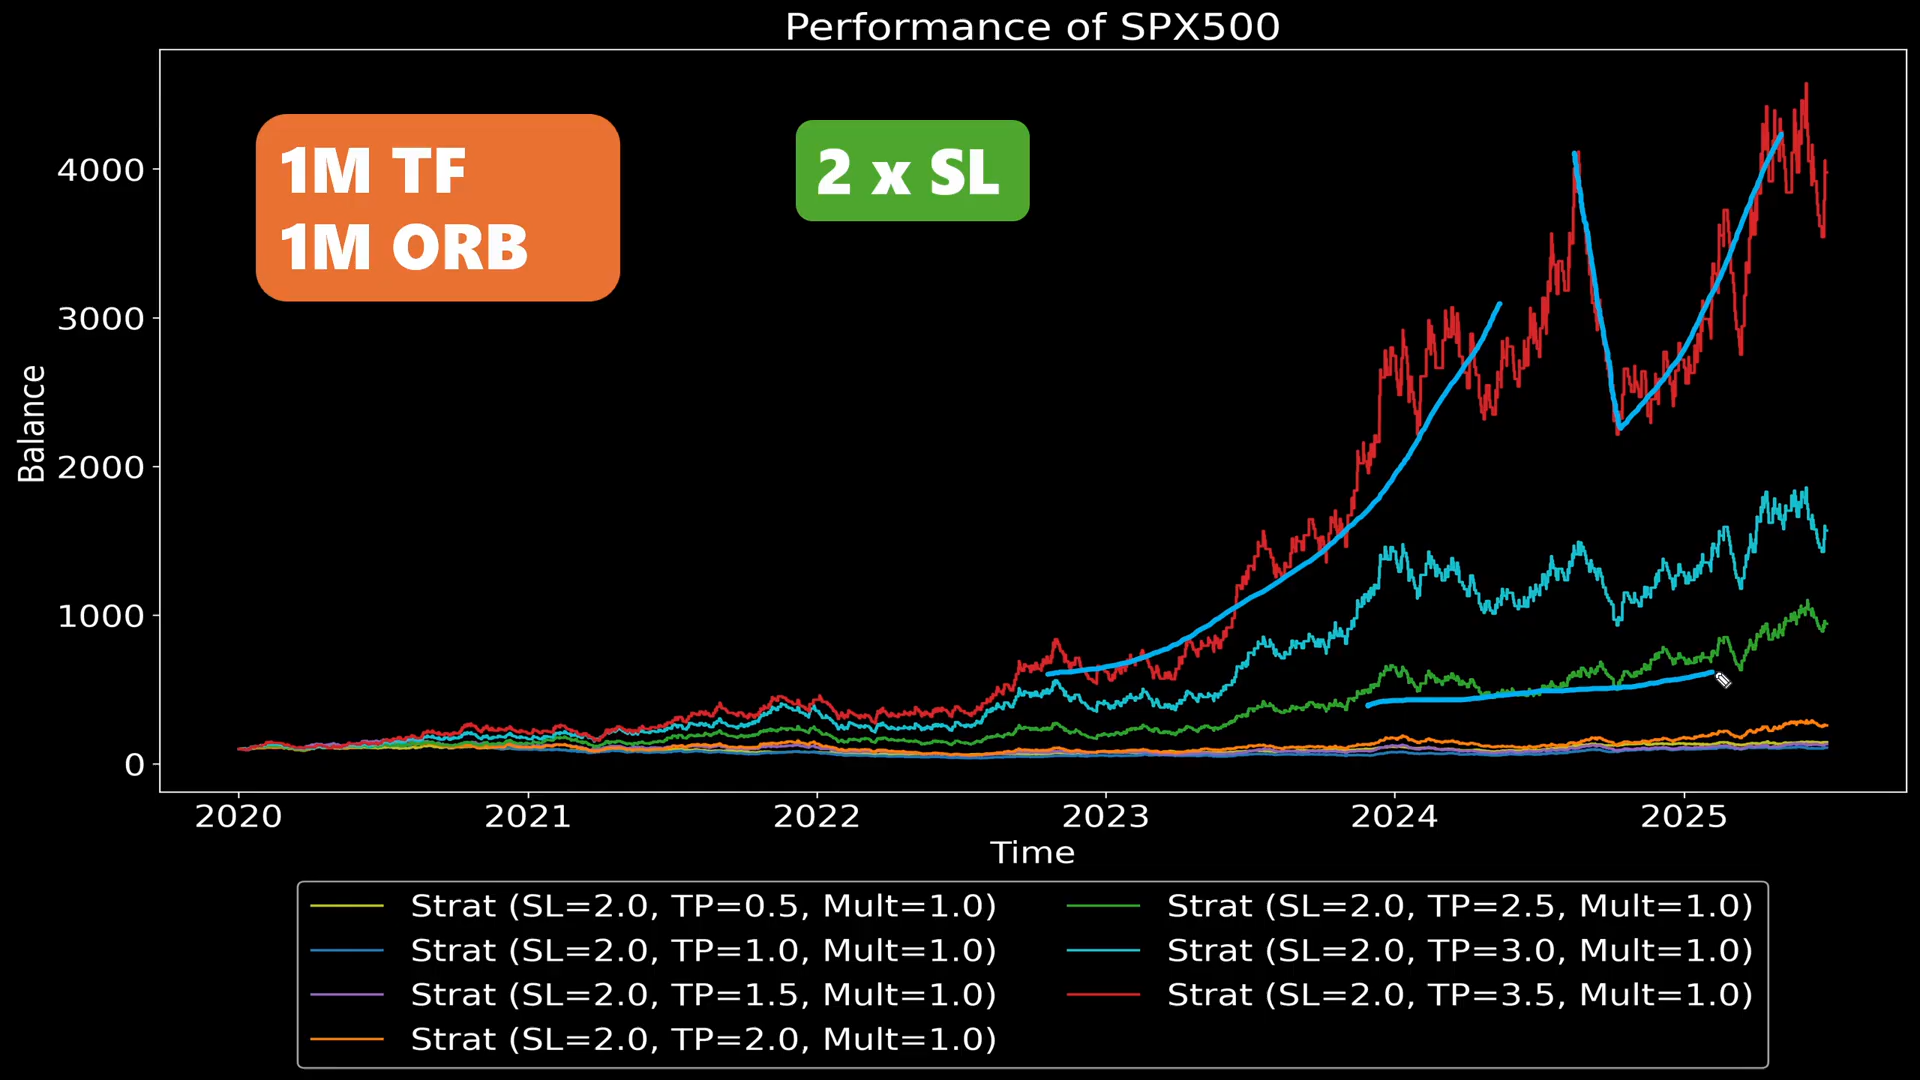 Performance of SPX500
1M TF
1M ORB
2 x SL
4000
3000
2000
1000
0
Balance
2020
2021
2022
2023
2024
2025
Time
Strat (SL=2.0, TP=0.5, Mult=1.0)
Strat (SL=2.0, TP=1.0, Mult=1.0)
Strat (SL=2.0, TP=1.5, Mult=1.0)
Strat (SL=2.0, TP=2.0, Mult=1.0)
Strat (SL=2.0, TP=2.5, Mult=1.0)
Strat (SL=2.0, TP=3.0, Mult=1.0)
Strat (SL=2.0, TP=3.5, Mult=1.0)